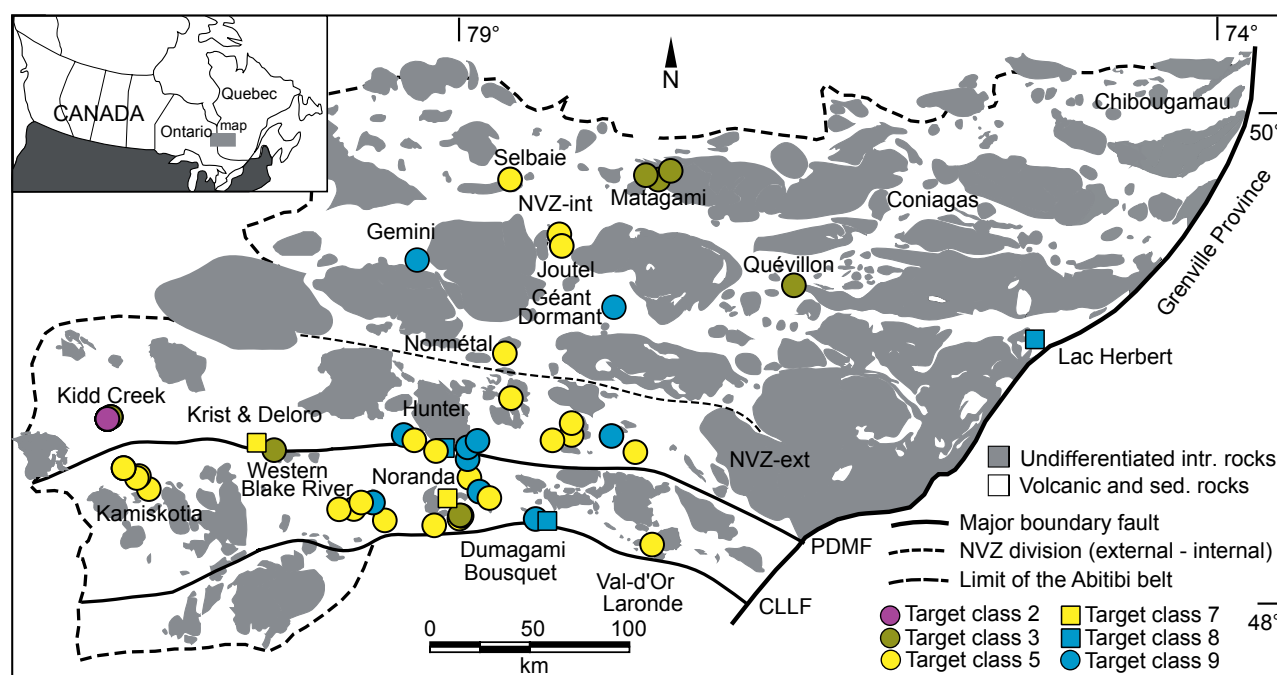 79°
74°
N
CANADA
Quebec
Ontario
map
Chibougamau
50°
Selbaie
Matagami
NVZ-int
Coniagas
Gemini
Joutel
Quévillon
Grenville Province
Géant
Dormant
Normétal
Lac Herbert
Kidd Creek
Krist & Deloro
Hunter
NVZ-ext
Western
Blake River
Noranda
Kamiskotia
Dumagami
Bousquet
Val-d'Or
Laronde
PDMF
CLLF
Undifferentiated intr. rocks
Volcanic and sed. rocks
Major boundary fault
NVZ division (external - internal)
Limit of the Abitibi belt
Target class 2
Target class 7
Target class 3
Target class 8
Target class 5
Target class 9
48°
0 50 100
km